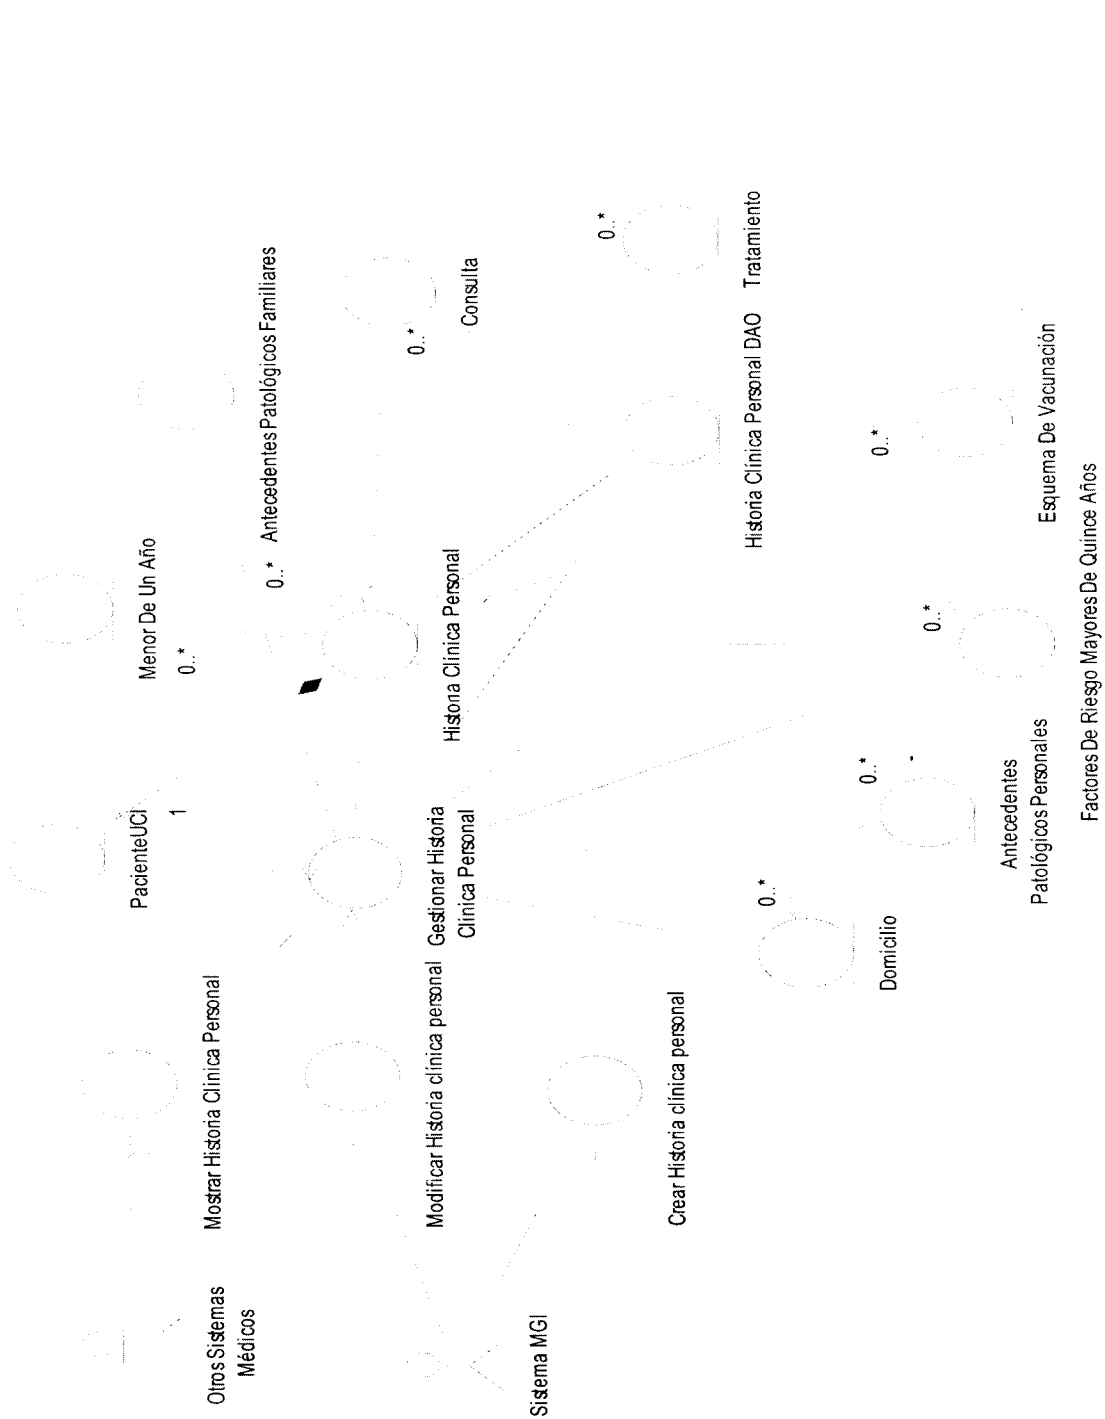 Otros Sistemas
Médicos
Mostrar Historia Clínica Personal
PacienteUCI
1
Menor De Un Año
0..*
0..*
Antecedentes Patológicos Familiares
Sistema MGI
Modificar Historia clínica personal
Gestionar Historia
Clínica Personal
Historia Clínica Personal
0..*
Consulta
Crear Historia clínica personal
Historia Clínica Personal DAO
0..*
Tratamiento
0..*
Domicilio
0..*
Antecedentes
Patológicos Personales
0..*
Factores De Riesgo Mayores De Quince Años
0..*
Esquema De Vacunación